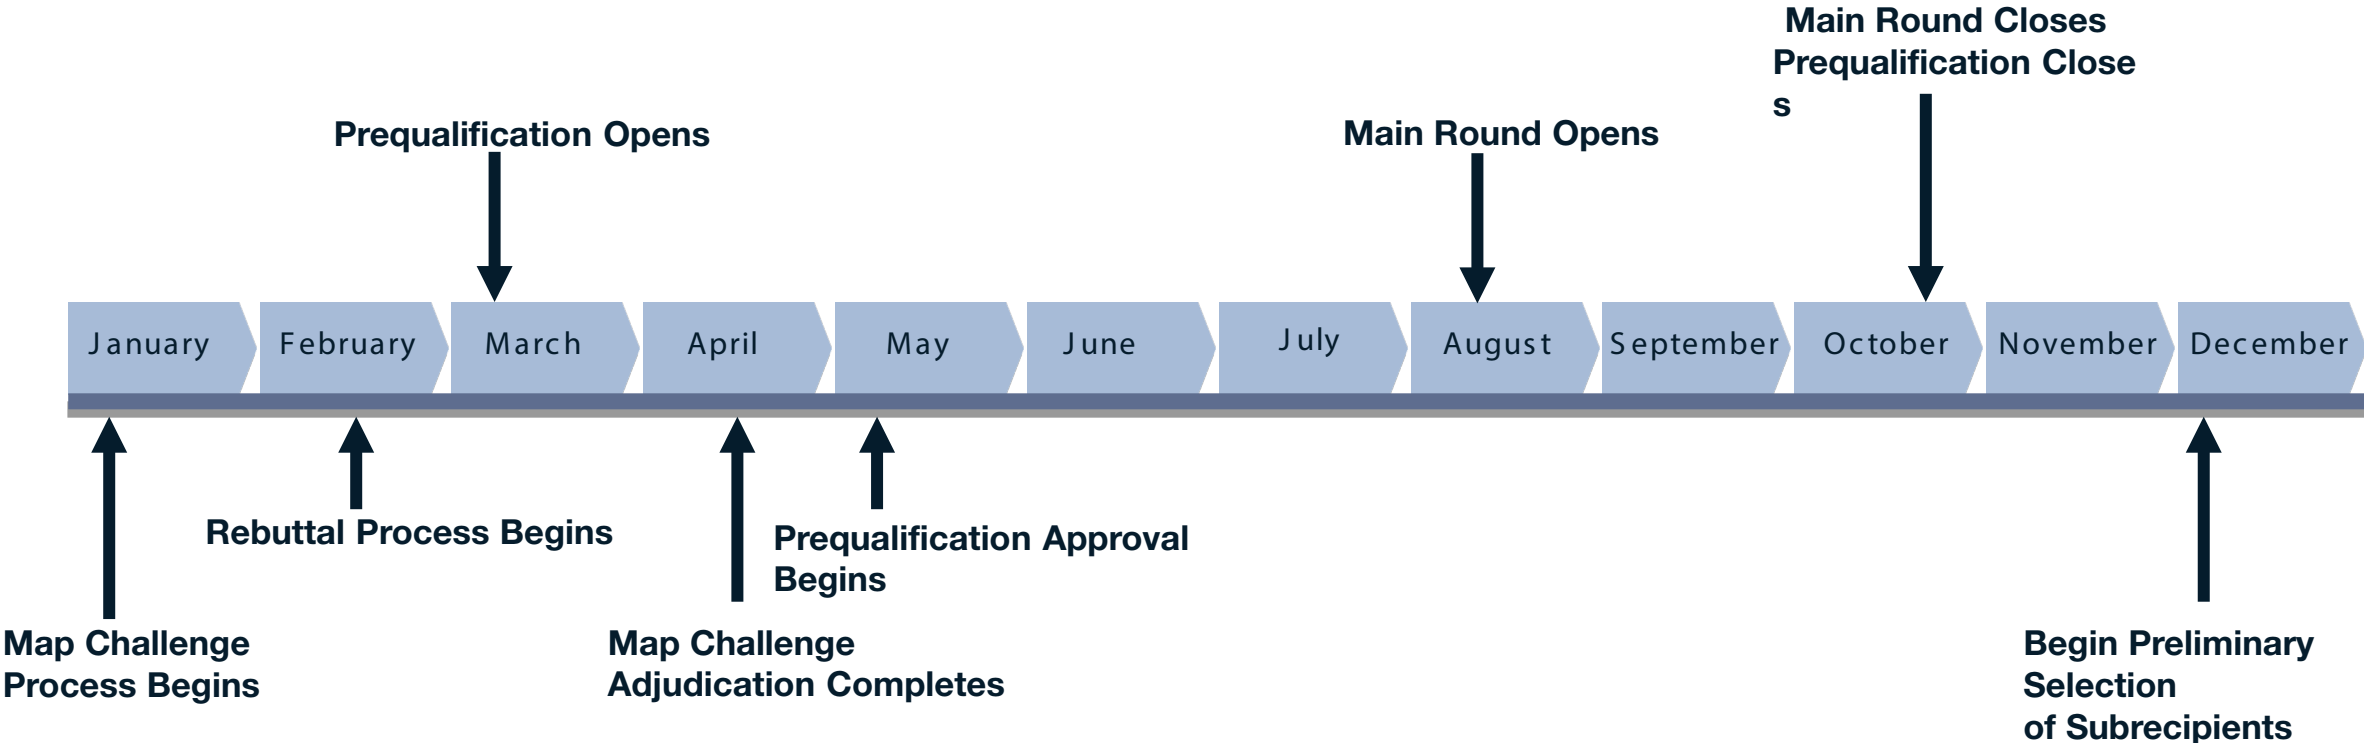 Main Round Closes
Prequalification Close
s
Prequalification Opens
Main Round Opens
January
February
March
April
May
June
July
August
September
October
November
December
Rebuttal Process Begins
Prequalification Approval
Begins
Map Challenge
Process Begins
Map Challenge
Adjudication Completes
Begin Preliminary
Selection
of Subrecipients